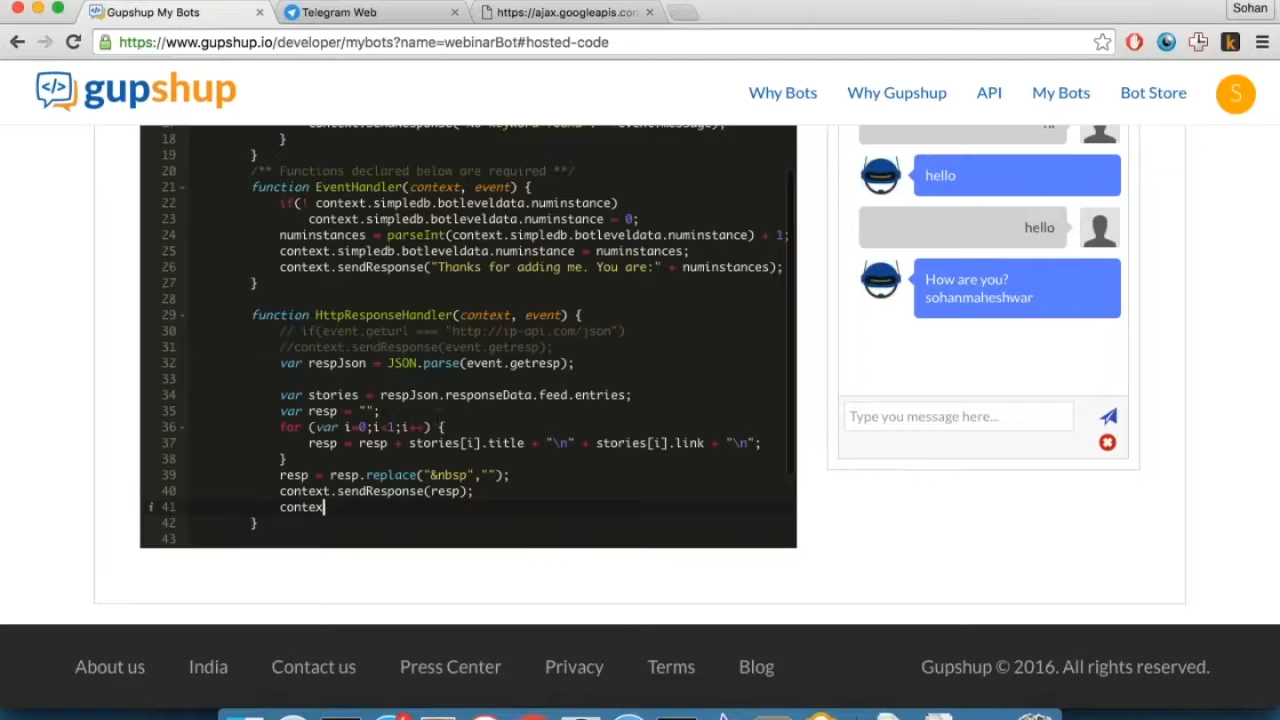 Gupshup My Bots
Telegram Web
https://ajax.googleapis.con
Sohan
https://www.gupshup.io/developer/mybots?name=webinarBot#hosted-code
k
</> gupshup
Why Bots
Why Gupshup
API
My Bots
Bot Store
S
18 }
19 }
20 /** Functions declared below are required **/
21 function EventHandler(context, event) {
22 if(! context.simpledb.botleveldata.numinstance)
23 context.simpledb.botleveldata.numinstance = 0;
24 numinstances = parseInt(context.simpledb.botleveldata.numinstance) + 1;
25 context.simpledb.botleveldata.numinstance = numinstances;
26 context.sendResponse("Thanks for adding me. You are:" + numinstances);
27 }
28
29 function HttpResponseHandler(context, event) {
30 // if(event.geturl === "http://ip-api.com/json")
31 //context.sendResponse(event.getresp);
32 var respJson = JSON.parse(event.getresp);
33
34 var stories = respJson.responseData.feed.entries;
35 var resp = "";
36 for (var i=0;i<1;i++) {
37 resp = resp + stories[i].title + "\n" + stories[i].link + "\n";
38 }
39 resp = resp.replace("&nbsp","");
40 context.sendResponse(resp);
i 41 contex
42 }
43
hello
hello
How are you?
sohanmaheshwar
Type you message here...
About us
India
Contact us
Press Center
Privacy
Terms
Blog
Gupshup © 2016. All rights reserved.